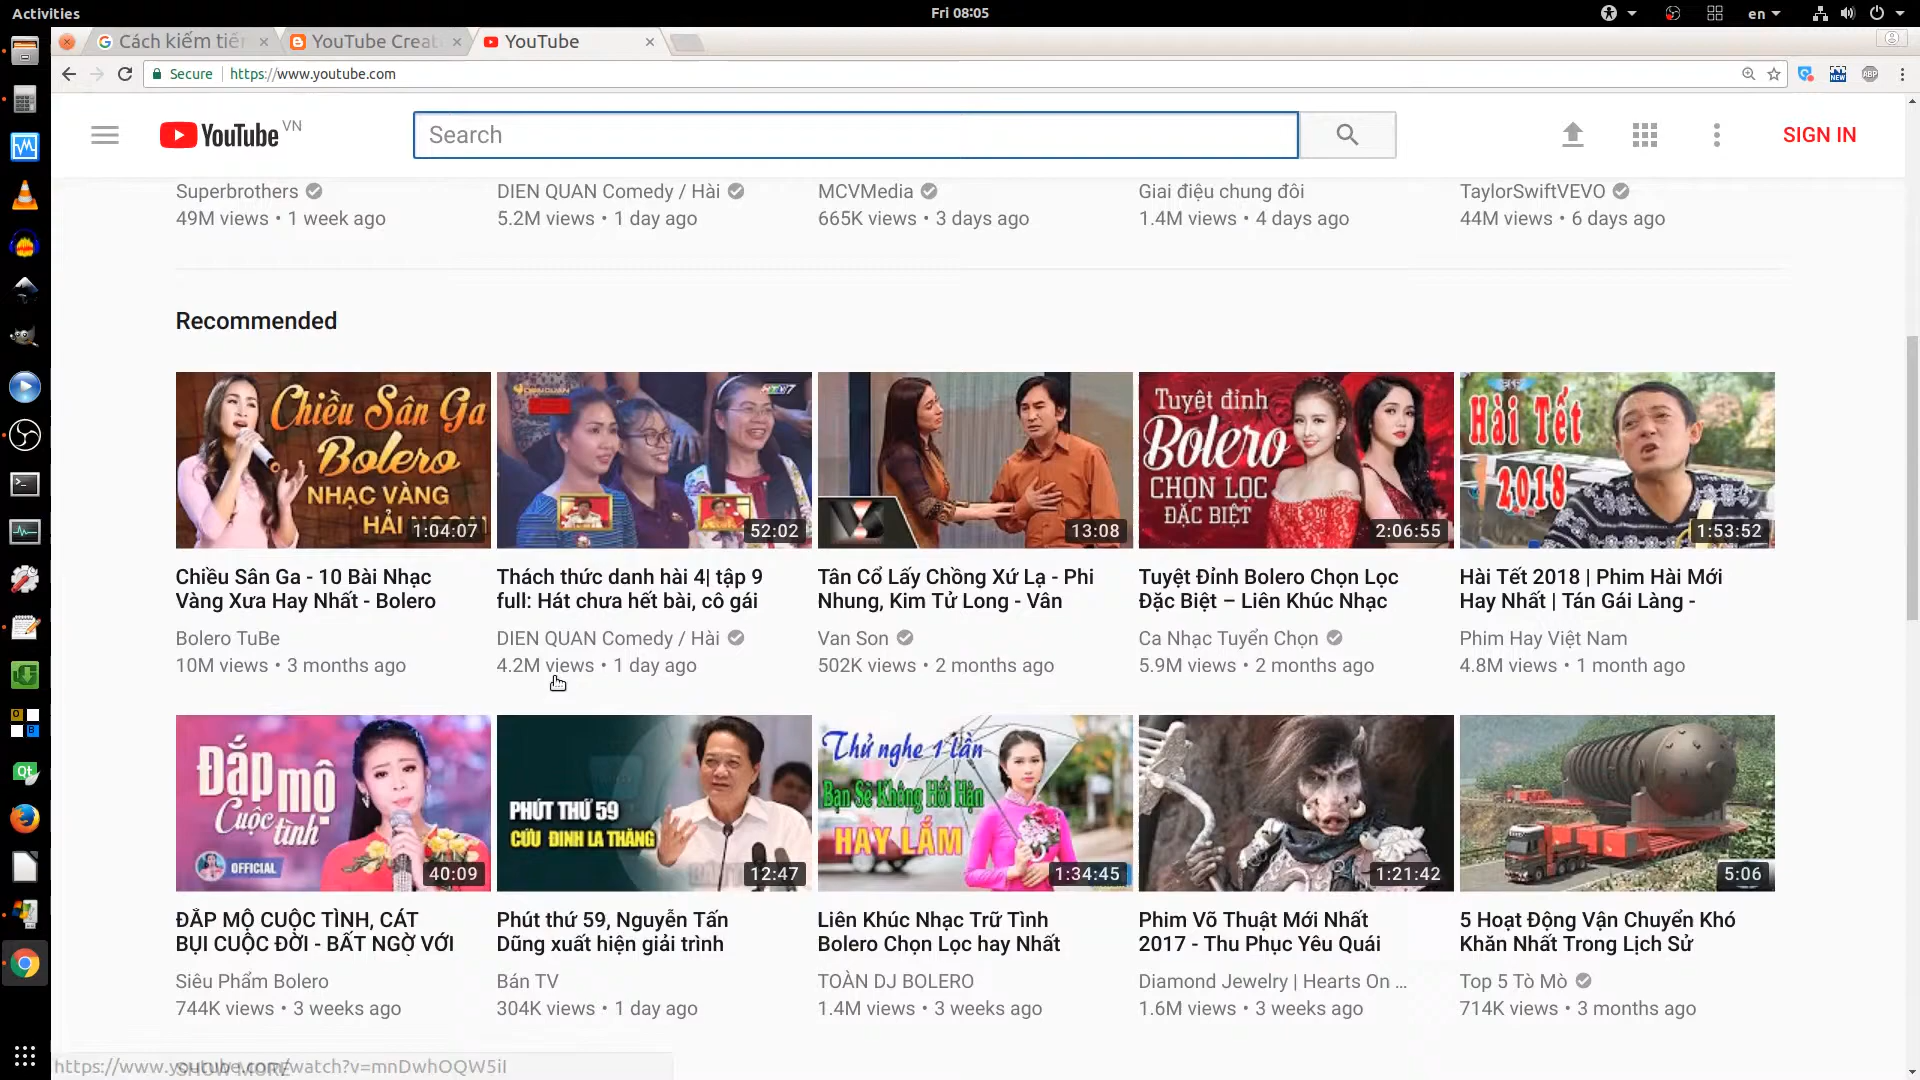 Activities
Fri 08:05
en
Cách kiếm tiền
YouTube Creat
YouTube
Secure
https://www.youtube.com
YouTube VN
Search
SIGN IN
Superbrothers
49M views • 1 week ago
DIEN QUAN Comedy / Hài
5.2M views • 1 day ago
MCVMedia
665K views • 3 days ago
Giai điệu chung đôi
1.4M views • 4 days ago
TaylorSwiftVEVO
44M views • 6 days ago
Recommended
Chiều Sân Ga
Bolero
NHẠC VÀNG
HẢI NGOẠI
1:04:07
Chiều Sân Ga - 10 Bài Nhạc
Vàng Xưa Hay Nhất - Bolero
Bolero TuBe
10M views • 3 months ago
HTV7
52:02
Thách thức danh hài 4| tập 9
full: Hát chưa hết bài, cô gái
DIEN QUAN Comedy / Hài
4.2M views • 1 day ago
13:08
Tân Cổ Lấy Chồng Xứ Lạ - Phi
Nhung, Kim Tử Long - Vân
Van Son
502K views • 2 months ago
Tuyệt đỉnh
Bolero
CHỌN LỌC
ĐẶC BIỆT
2:06:55
Tuyệt Đỉnh Bolero Chọn Lọc
Đặc Biệt – Liên Khúc Nhạc
Ca Nhạc Tuyển Chọn
5.9M views • 2 months ago
Hài Tết
2018
1:53:52
Hài Tết 2018 | Phim Hài Mới
Hay Nhất | Tán Gái Làng -
Phim Hay Việt Nam
4.8M views • 1 month ago
Đắp mộ
Cuộc tình
OFFICIAL
40:09
ĐẮP MỘ CUỘC TÌNH, CÁT
BỤI CUỘC ĐỜI - BẤT NGỜ VỚI
Siêu Phẩm Bolero
744K views • 3 weeks ago
PHÚT THỨ 59
CỨU ĐINH LA THĂNG
12:47
Phút thứ 59, Nguyễn Tấn
Dũng xuất hiện giải trình
Bán TV
304K views • 1 day ago
Thử nghe 1 lần
Bạn Sẽ Không Hối Hận
HAY LẮM
1:34:45
Liên Khúc Nhạc Trữ Tình
Bolero Chọn Lọc hay Nhất
TOÀN DJ BOLERO
1.4M views • 3 weeks ago
1:21:42
Phim Võ Thuật Mới Nhất
2017 - Thu Phục Yêu Quái
Diamond Jewelry | Hearts On ...
1.6M views • 3 weeks ago
5:06
5 Hoạt Động Vận Chuyển Khó
Khăn Nhất Trong Lịch Sử
Top 5 Tò Mò
714K views • 3 months ago
SHOW MORE
https://www.youtube.com/watch?v=mnDwhOQW5iI